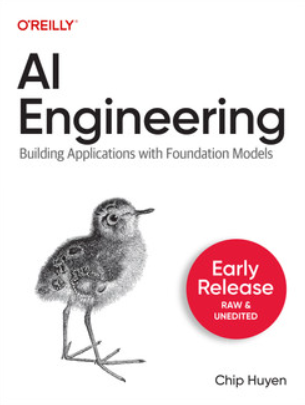 O'REILLY®
AI
Engineering
Building Applications with Foundation Models
Early
Release
RAW &
UNEDITED
Chip Huyen